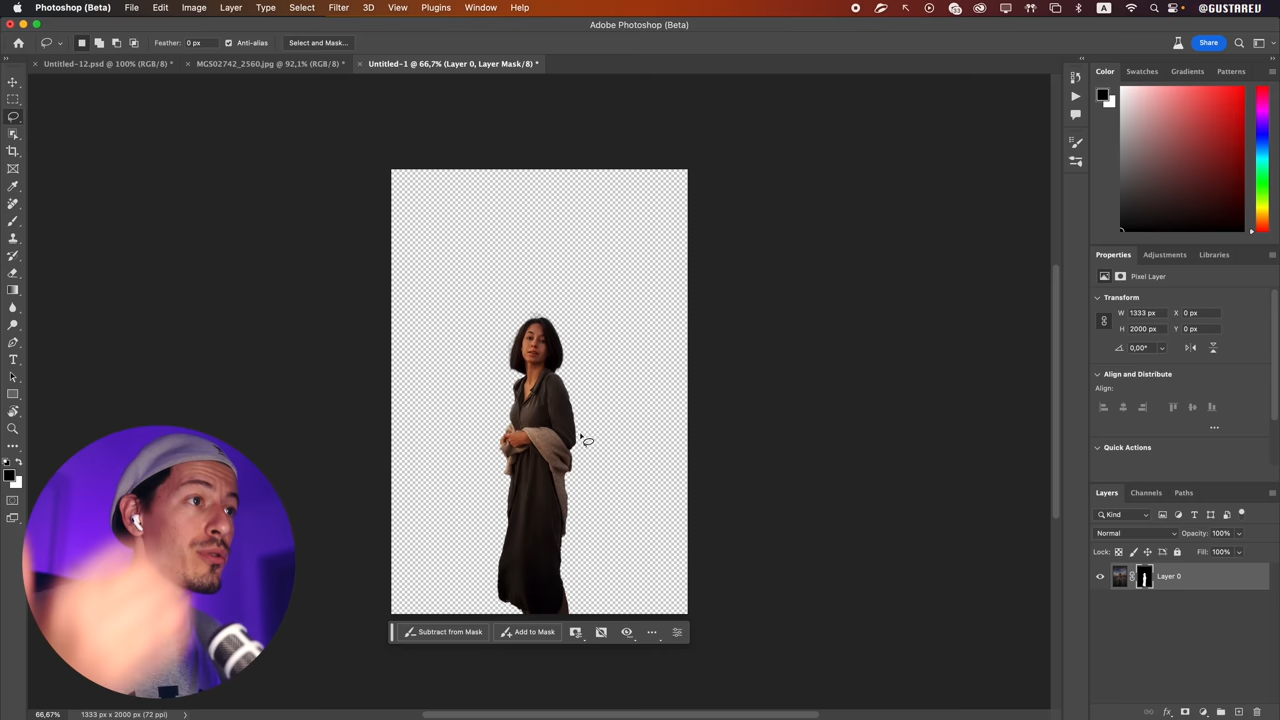 Photoshop (Beta) File Edit Image Layer Type Select Filter 3D View Plugins Window Help A @GUSTAREV
Adobe Photoshop (Beta)
Feather: 0 px Anti-alias Select and Mask... Share
Untitled-12.psd @ 100% (RGB/8) * MGS02742_2560.jpg @ 92,1% (RGB/8) * Untitled-1 @ 66,7% (Layer 0, Layer Mask/8) *
Color Swatches Gradients Patterns
Properties Adjustments Libraries
Pixel Layer
Transform
W 1333 px X 0 px
H 2000 px Y 0 px
0,00°
Align and Distribute
Align:
Quick Actions
Layers Channels Paths
Kind
Normal Opacity: 100%
Lock: Fill: 100%
Layer 0
Subtract from Mask Add to Mask
66,67% 1333 px x 2000 px (72 ppi)